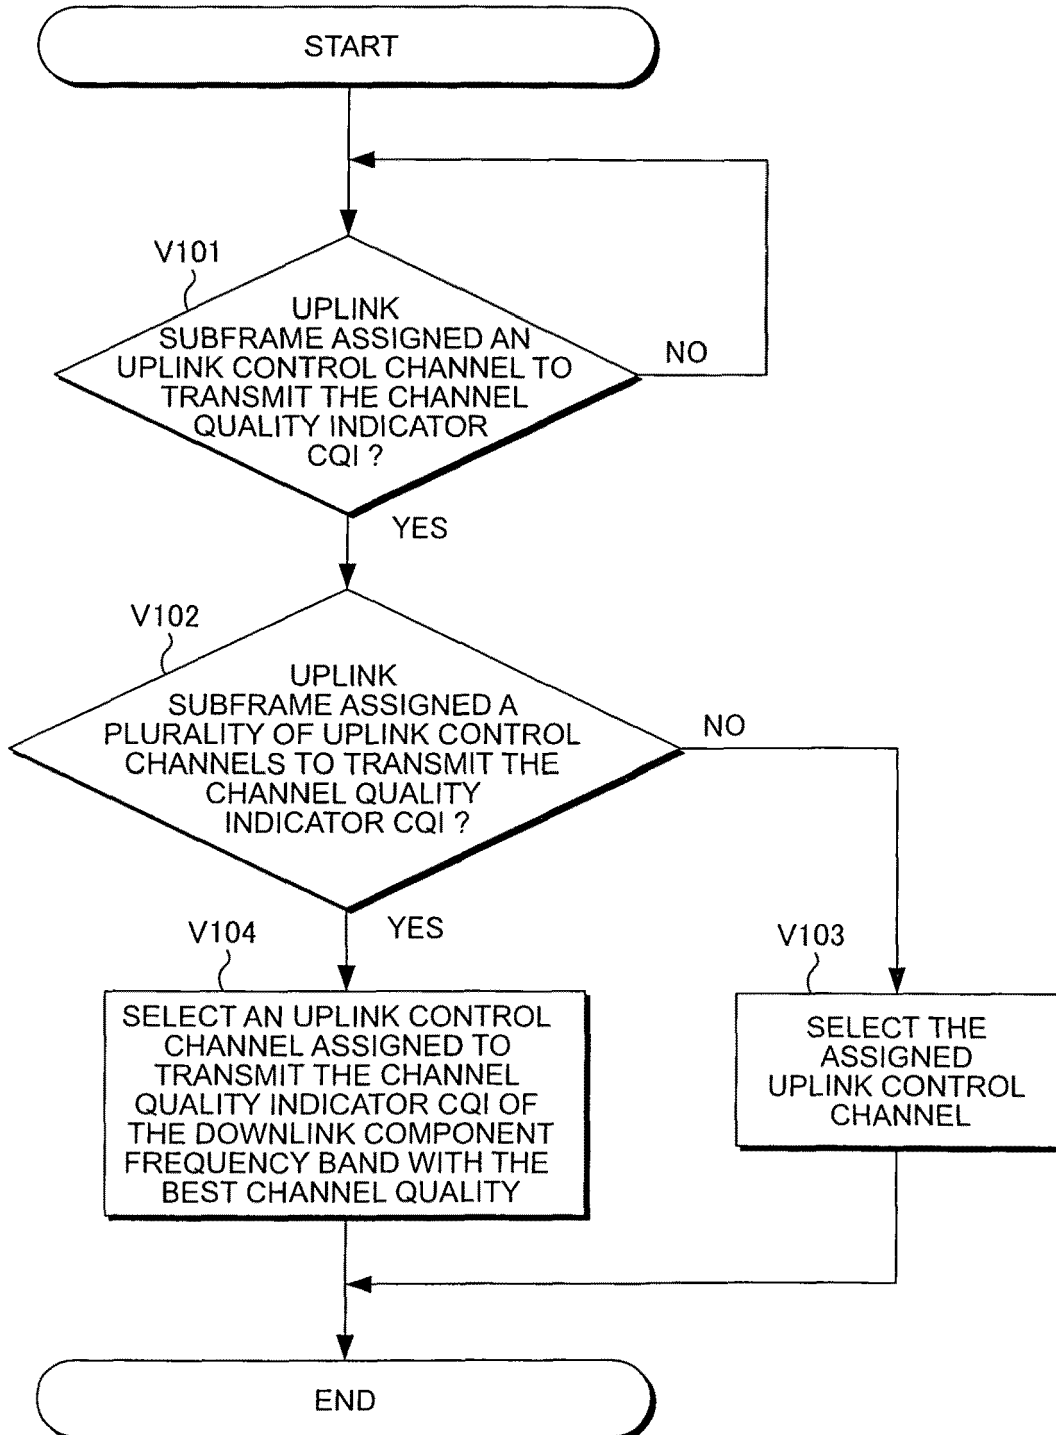 START
V101
UPLINK
SUBFRAME ASSIGNED AN
UPLINK CONTROL CHANNEL TO
TRANSMIT THE CHANNEL
QUALITY INDICATOR
CQI ?
NO
YES
V102
UPLINK
SUBFRAME ASSIGNED A
PLURALITY OF UPLINK CONTROL
CHANNELS TO TRANSMIT THE
CHANNEL QUALITY
INDICATOR CQI ?
NO
YES
V104
SELECT AN UPLINK CONTROL
CHANNEL ASSIGNED TO
TRANSMIT THE CHANNEL
QUALITY INDICATOR CQI OF
THE DOWNLINK COMPONENT
FREQUENCY BAND WITH THE
BEST CHANNEL QUALITY
V103
SELECT THE
ASSIGNED
UPLINK CONTROL
CHANNEL
END